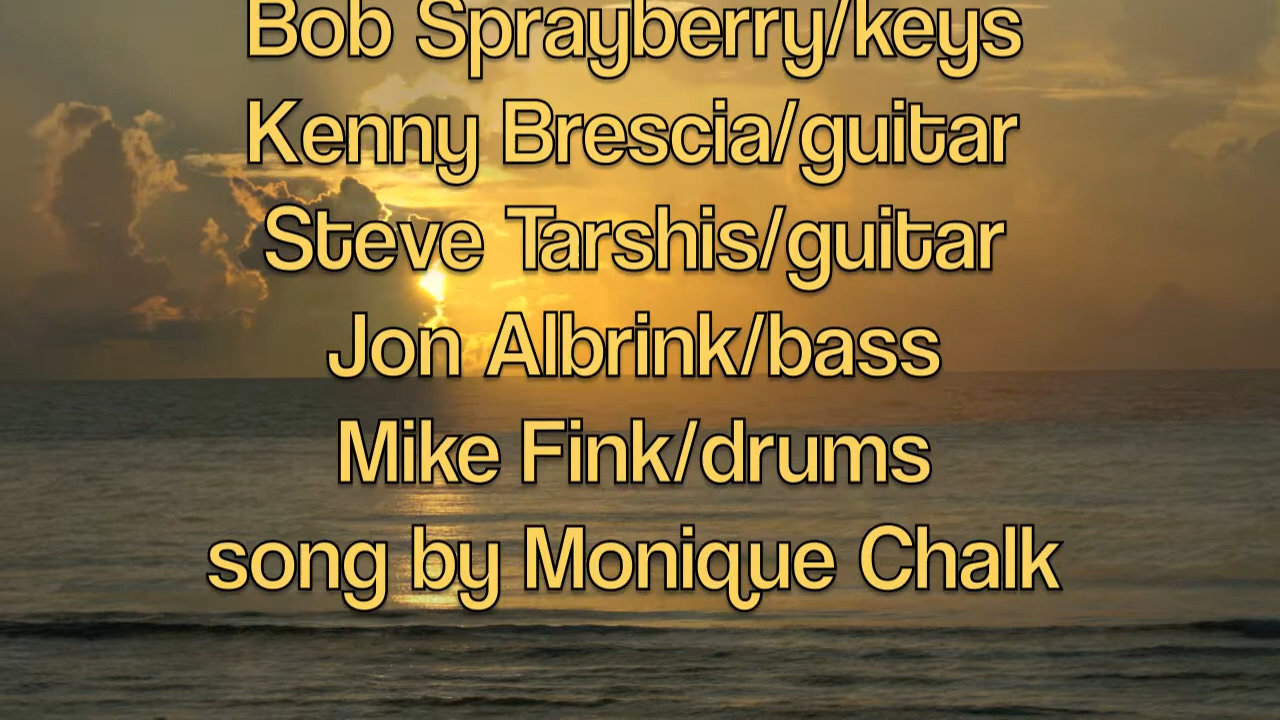 Bob Sprayberry/keys
Kenny Brescia/guitar
Steve Tarshis/guitar
Jon Albrink/bass
Mike Fink/drums
song by Monique Chalk